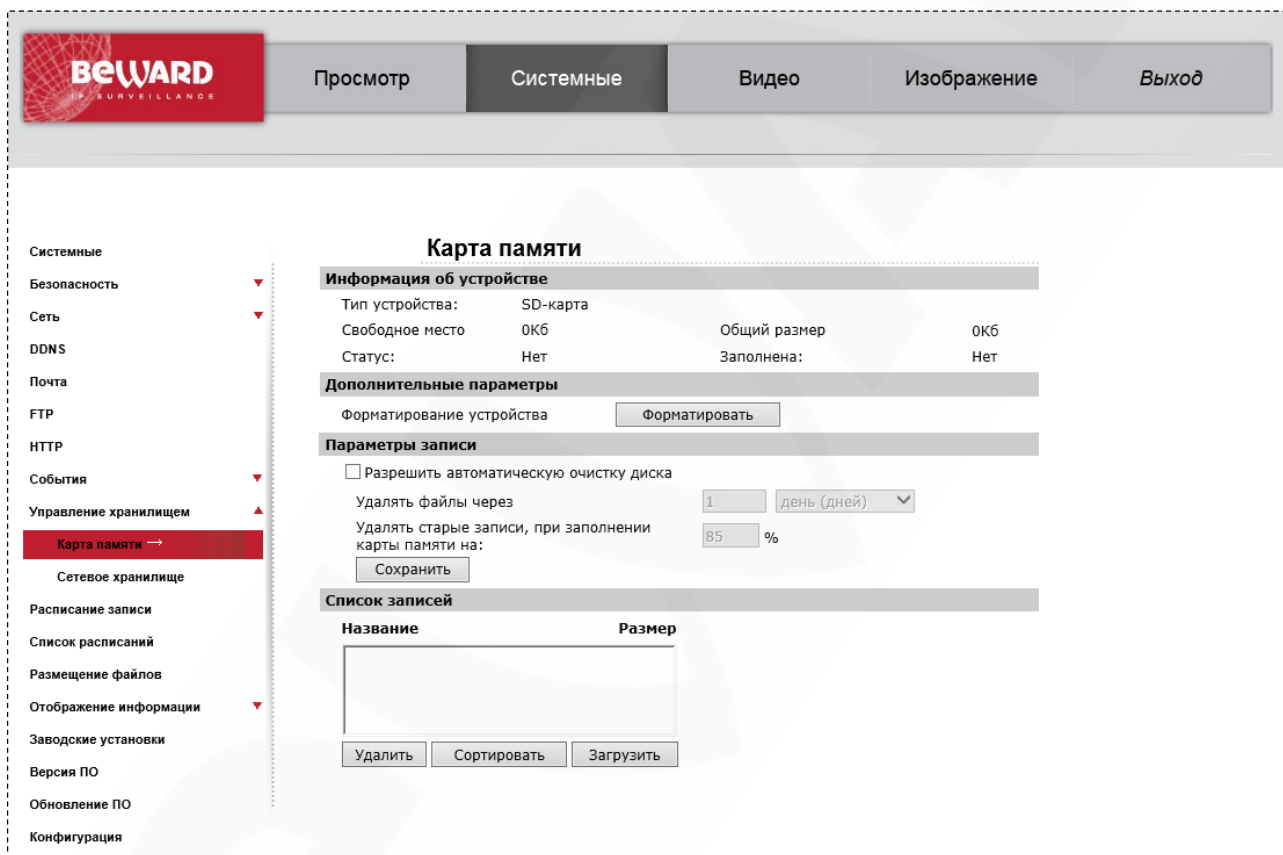 BEWARD
IP SURVEILLANCE
Просмотр Системные Видео Изображение Выход
Системные
Безопасность
Сеть
DDNS
Почта
FTP
HTTP
События
Управление хранилищем
Карта памяти →
Сетевое хранилище
Расписание записи
Список расписаний
Размещение файлов
Отображение информации
Заводские установки
Версия ПО
Обновление ПО
Конфигурация
Карта памяти
Информация об устройстве
Тип устройства: SD-карта
Свободное место 0Кб Общий размер 0Кб
Статус: Нет Заполнена: Нет
Дополнительные параметры
Форматирование устройства Форматировать
Параметры записи
Разрешить автоматическую очистку диска
Удалять файлы через 1 день (дней)
Удалять старые записи, при заполнении
карты памяти на: 85 %
Сохранить
Список записей
Название Размер
Удалить Сортировать Загрузить